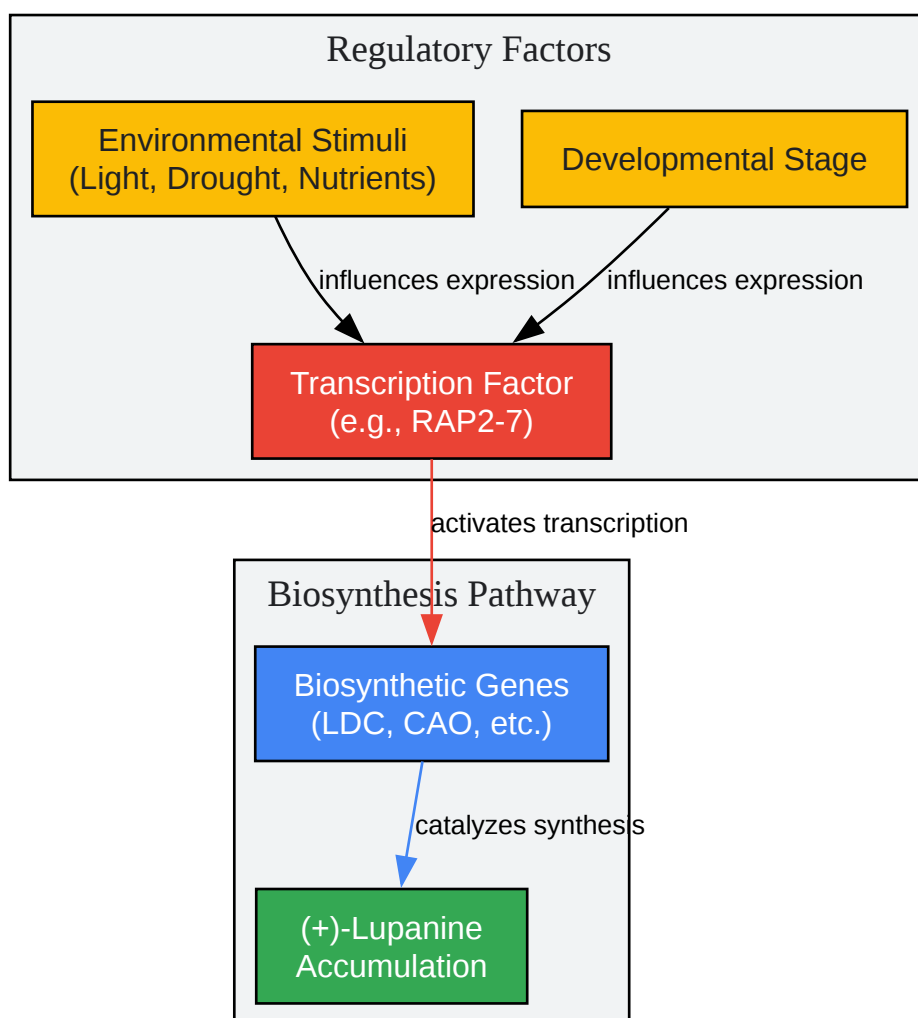 Regulatory Factors
Environmental Stimuli
(Light, Drought, Nutrients)
Developmental Stage
influences expression
influences expression
Transcription Factor
(e.g., RAP2-7)
activates transcription
Biosynthesis Pathway
Biosynthetic Genes
(LDC, CAO, etc.)
catalyzes synthesis
(+)-Lupanine
Accumulation